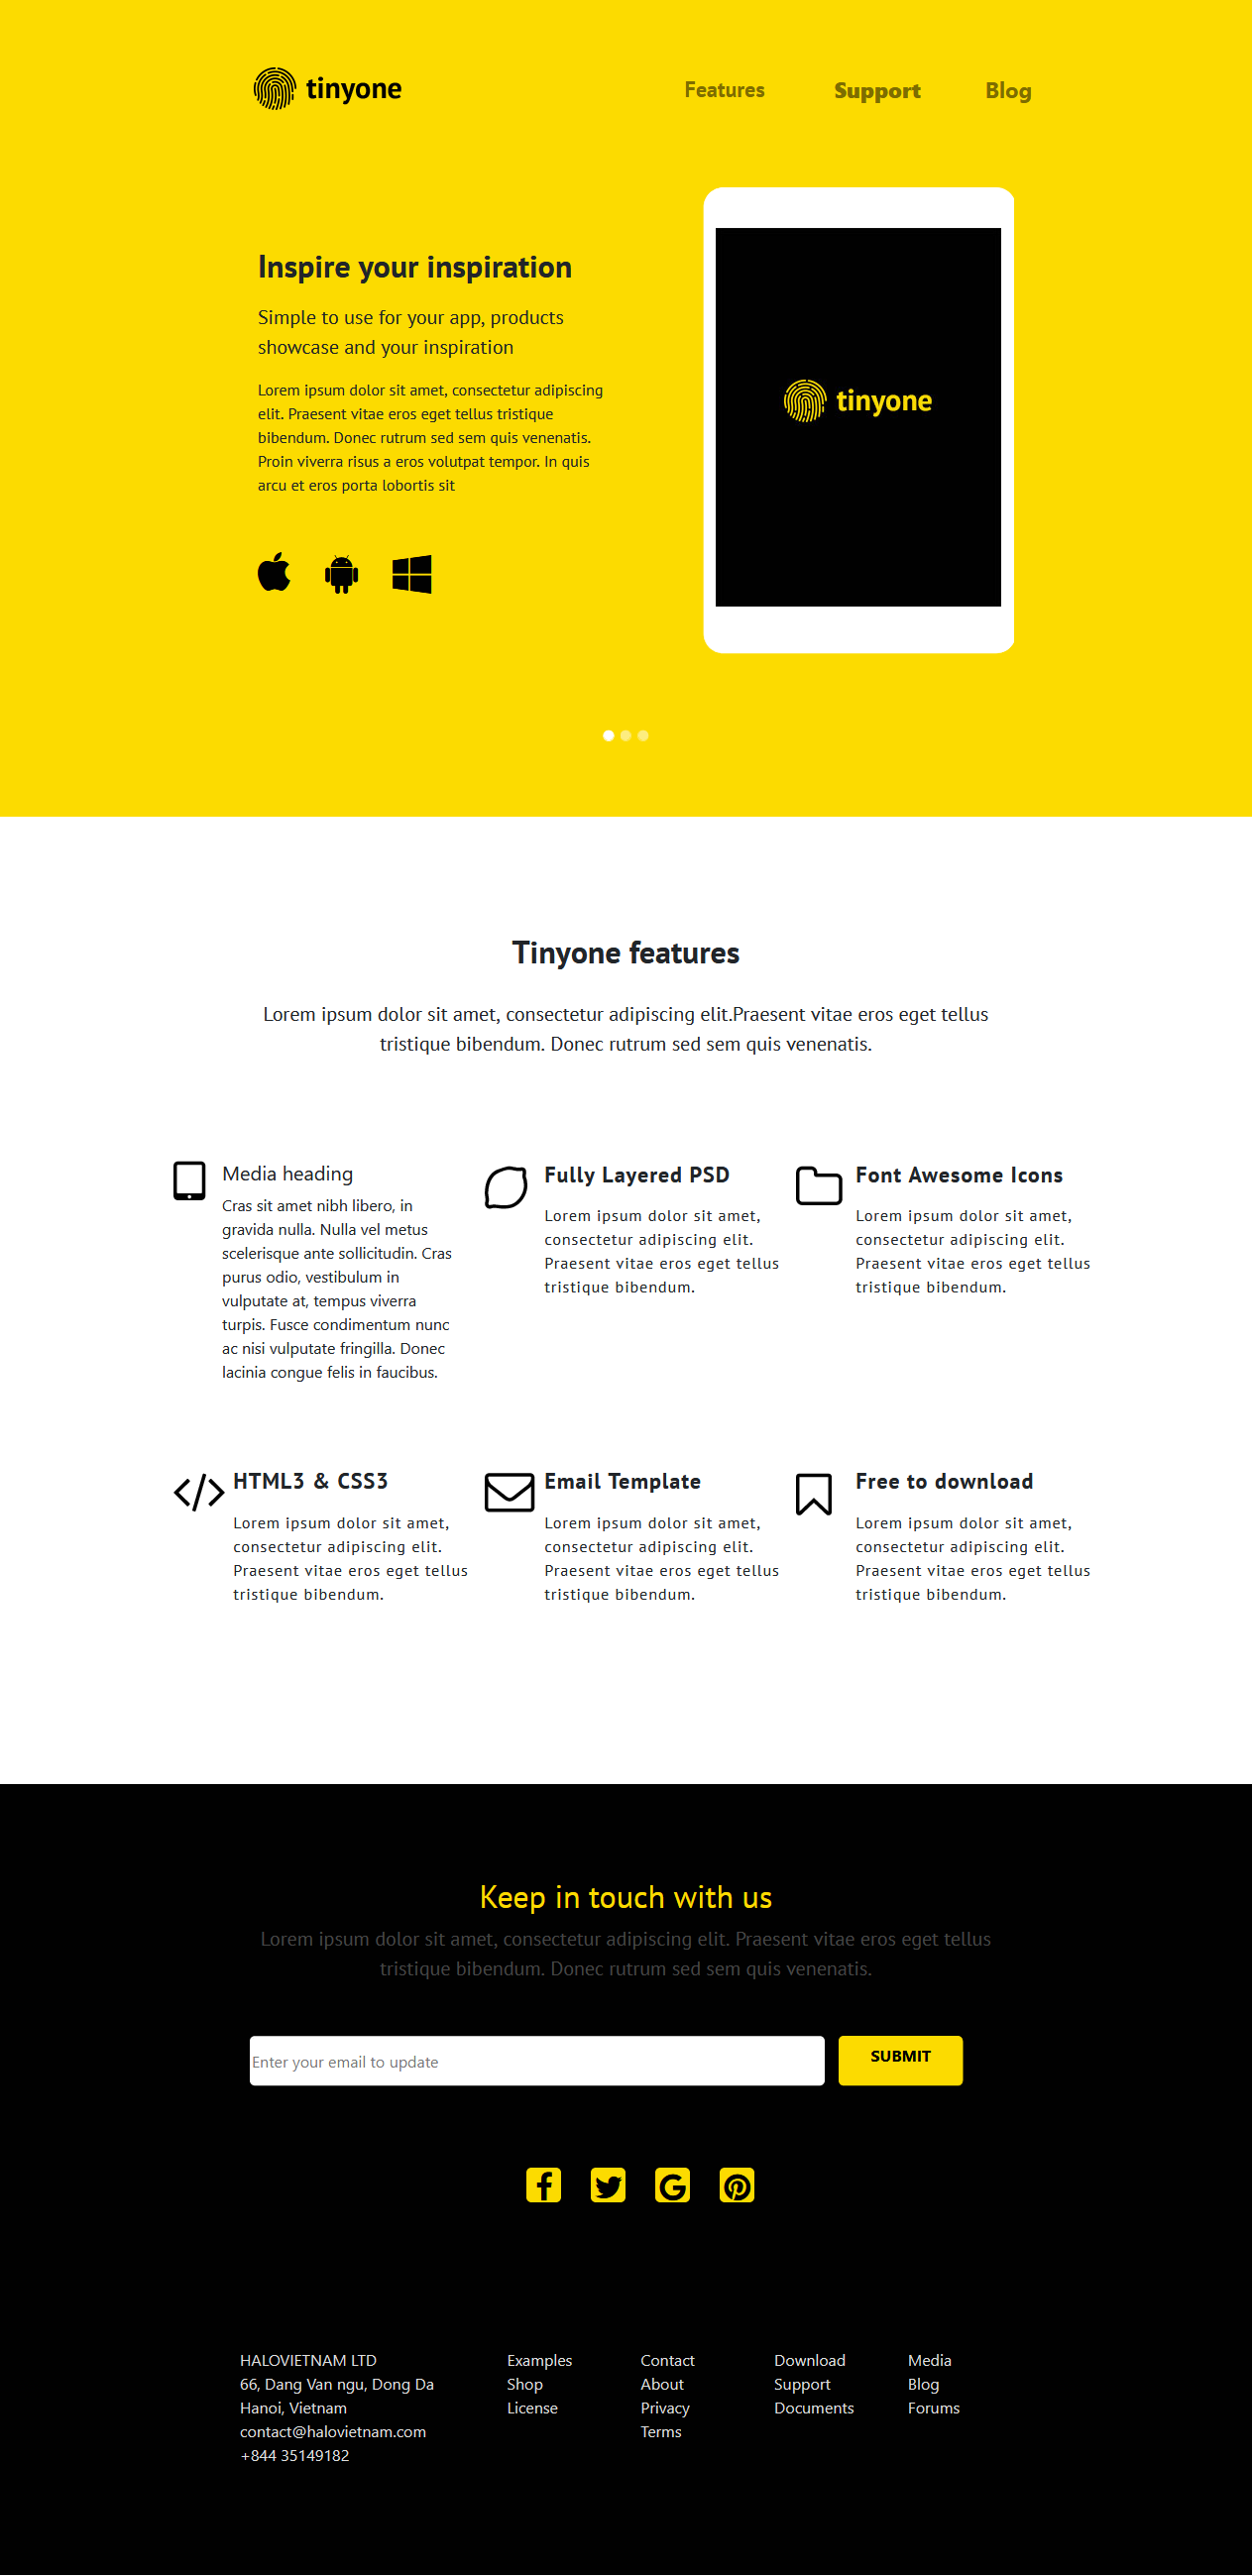 tinyone
Features
Support
Blog
Inspire your inspiration
Simple to use for your app, products
showcase and your inspiration
Lorem ipsum dolor sit amet, consectetur adipiscing
elit. Praesent vitae eros eget tellus tristique
bibendum. Donec rutrum sed sem quis venenatis.
Proin viverra risus a eros volutpat tempor. In quis
arcu et eros porta lobortis sit
tinyone
Tinyone features
Lorem ipsum dolor sit amet, consectetur adipiscing elit.Praesent vitae eros eget tellus
tristique bibendum. Donec rutrum sed sem quis venenatis.
Media heading
Cras sit amet nibh libero, in
gravida nulla. Nulla vel metus
scelerisque ante sollicitudin. Cras
purus odio, vestibulum in
vulputate at, tempus viverra
turpis. Fusce condimentum nunc
ac nisi vulputate fringilla. Donec
lacinia congue felis in faucibus.
Fully Layered PSD
Lorem ipsum dolor sit amet,
consectetur adipiscing elit.
Praesent vitae eros eget tellus
tristique bibendum.
Font Awesome Icons
Lorem ipsum dolor sit amet,
consectetur adipiscing elit.
Praesent vitae eros eget tellus
tristique bibendum.
HTML3 & CSS3
Lorem ipsum dolor sit amet,
consectetur adipiscing elit.
Praesent vitae eros eget tellus
tristique bibendum.
Email Template
Lorem ipsum dolor sit amet,
consectetur adipiscing elit.
Praesent vitae eros eget tellus
tristique bibendum.
Free to download
Lorem ipsum dolor sit amet,
consectetur adipiscing elit.
Praesent vitae eros eget tellus
tristique bibendum.
Keep in touch with us
Lorem ipsum dolor sit amet, consectetur adipiscing elit. Praesent vitae eros eget tellus
tristique bibendum. Donec rutrum sed sem quis venenatis.
Enter your email to update
SUBMIT
HALOVIETNAM LTD
66, Dang Van ngu, Dong Da
Hanoi, Vietnam
contact@halovietnam.com
+844 35149182
Examples
Shop
License
Contact
About
Privacy
Terms
Download
Support
Documents
Media
Blog
Forums